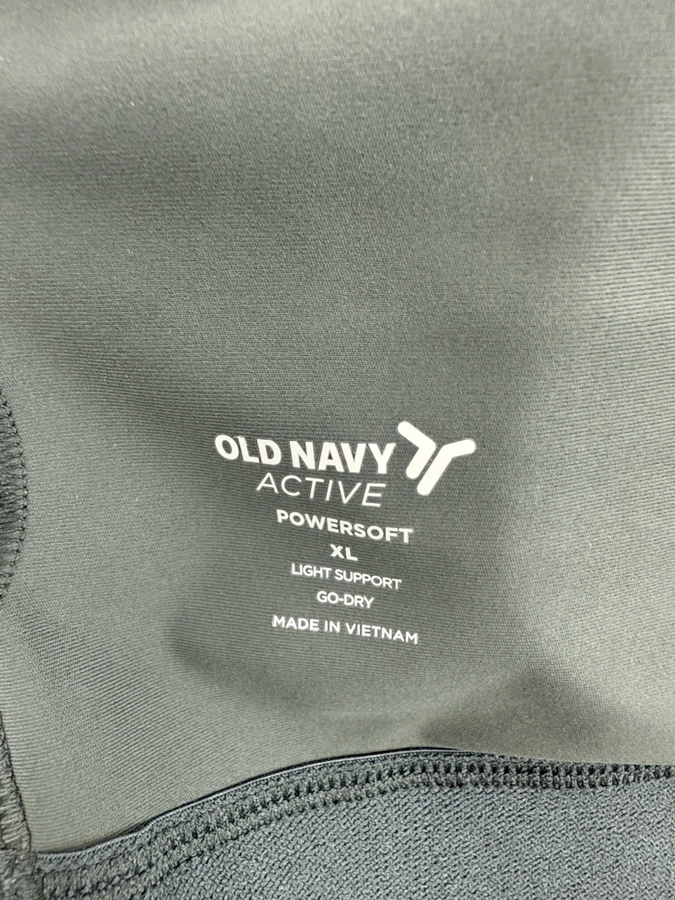 OLD NAVY
ACTIVE
POWERSOFT
XL
LIGHT SUPPORT
GO-DRY
MADE IN VIETNAM